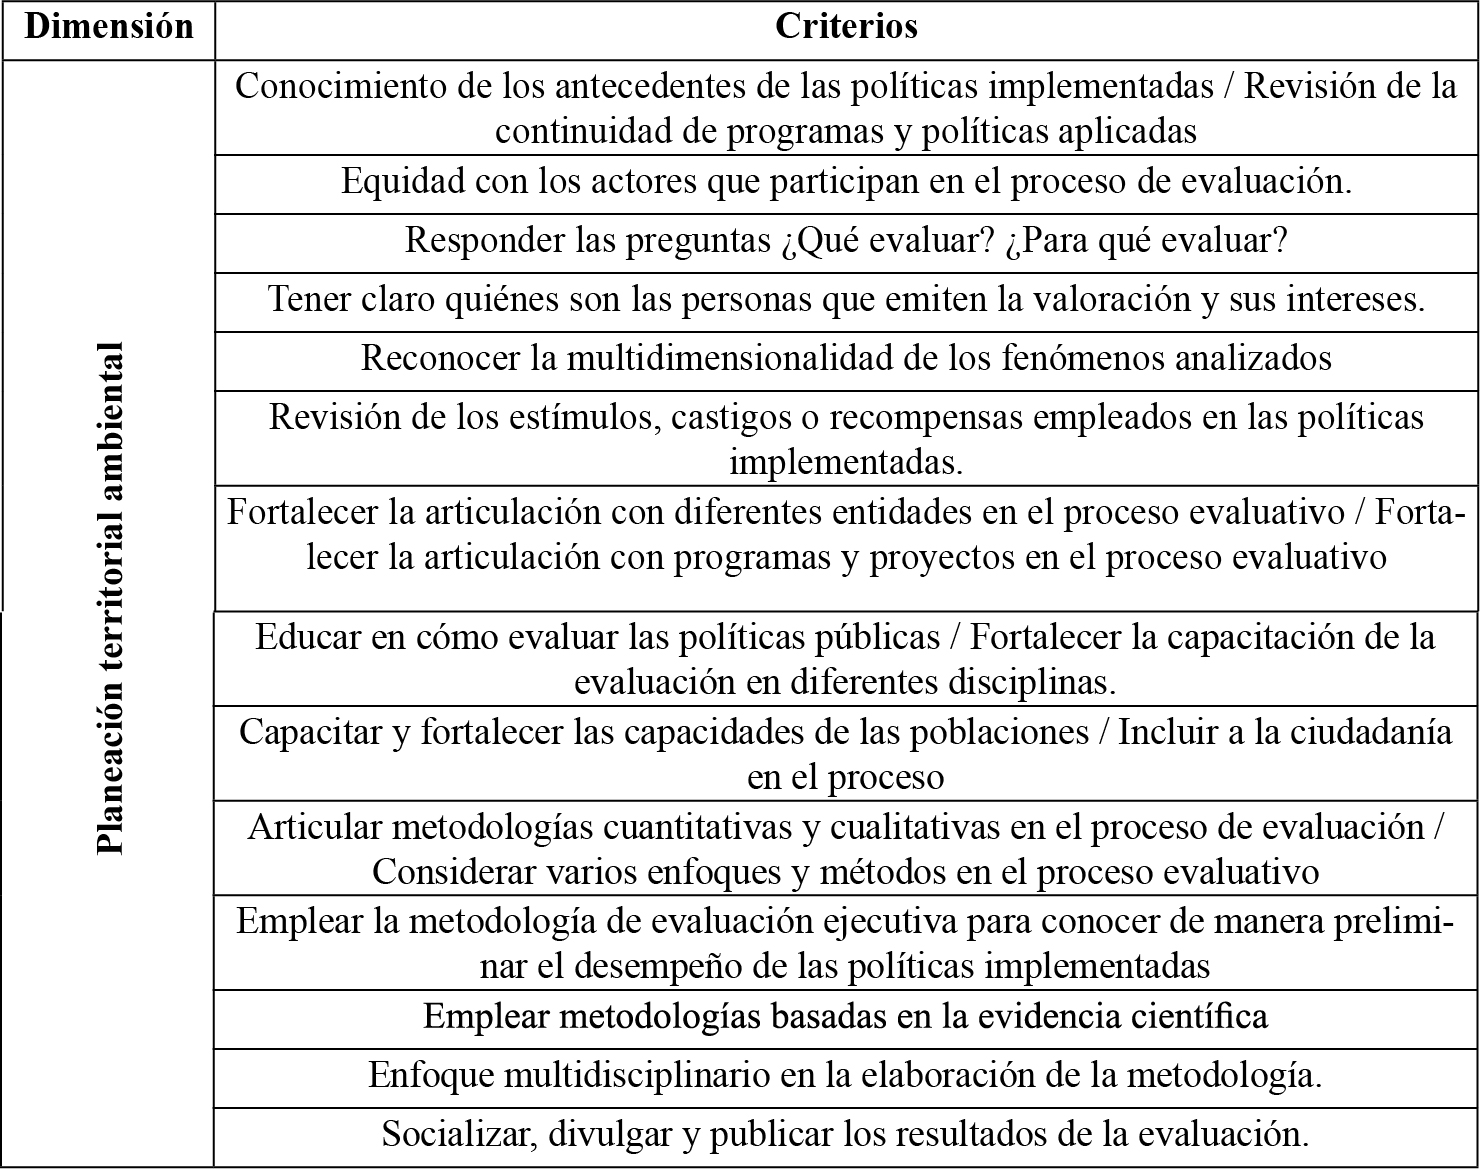 Dimensión
Criterios
Planeación territorial ambiental
Conocimiento de los antecedentes de las políticas implementadas / Revisión de la
continuidad de programas y políticas aplicadas
Equidad con los actores que participan en el proceso de evaluación.
Responder las preguntas ¿Qué evaluar? ¿Para qué evaluar?
Tener claro quiénes son las personas que emiten la valoración y sus intereses.
Reconocer la multidimensionalidad de los fenómenos analizados
Revisión de los estímulos, castigos o recompensas empleados en las políticas
implementadas.
Fortalecer la articulación con diferentes entidades en el proceso evaluativo / Forta-
lecer la articulación con programas y proyectos en el proceso evaluativo
Educar en cómo evaluar las políticas públicas / Fortalecer la capacitación de la
evaluación en diferentes disciplinas.
Capacitar y fortalecer las capacidades de las poblaciones / Incluir a la ciudadanía
en el proceso
Articular metodologías cuantitativas y cualitativas en el proceso de evaluación /
Considerar varios enfoques y métodos en el proceso evaluativo
Emplear la metodología de evaluación ejecutiva para conocer de manera prelimi-
nar el desempeño de las políticas implementadas
Emplear metodologías basadas en la evidencia científica
Enfoque multidisciplinario en la elaboración de la metodología.
Socializar, divulgar y publicar los resultados de la evaluación.